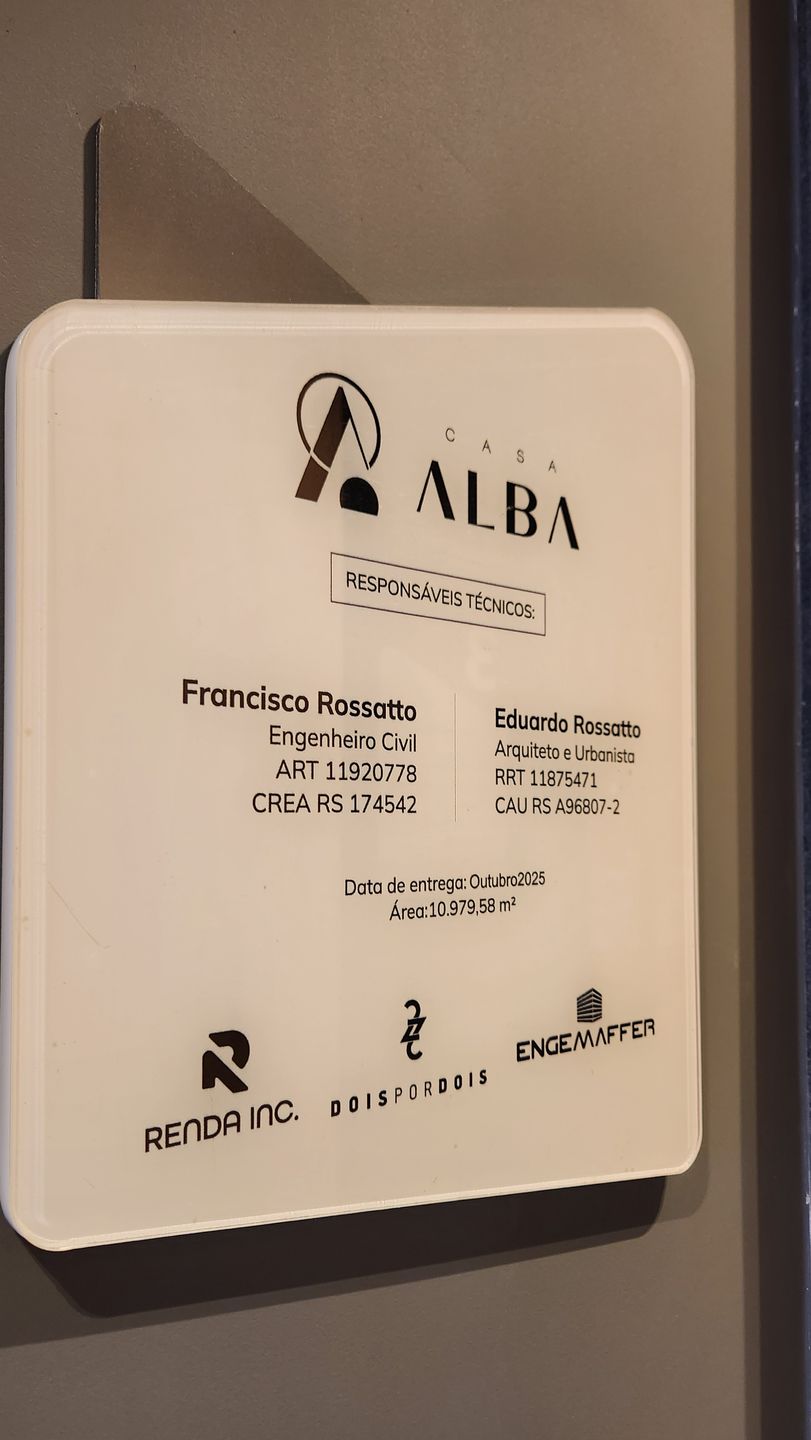 CASA
ALBA
RESPONSÁVEIS TÉCNICOS:
Francisco Rossatto
Engenheiro Civil
ART 11920778
CREA RS 174542
Eduardo Rossatto
Arquiteto e Urbanista
RRT 11875471
CAU RS A96807-2
Data de entrega: Outubro2025
Área:10.979,58 m²
RENDA INC.
DOISPORDOIS
ENGEMAFFER